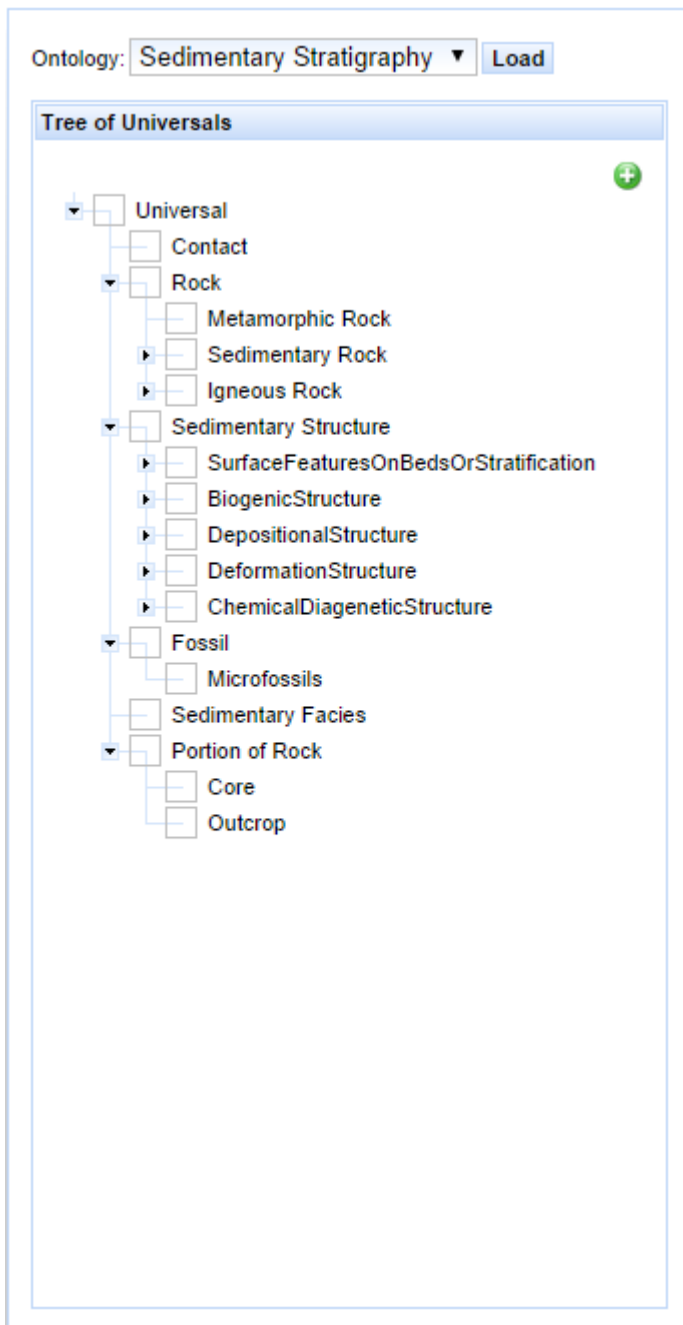 Ontology: Sedimentary Stratigraphy Load
Tree of Universals
Universal
Contact
Rock
Metamorphic Rock
Sedimentary Rock
Igneous Rock
Sedimentary Structure
SurfaceFeaturesOnBedsOrStratification
BiogenicStructure
DepositionalStructure
DeformationStructure
ChemicalDiageneticStructure
Fossil
Microfossils
Sedimentary Facies
Portion of Rock
Core
Outcrop